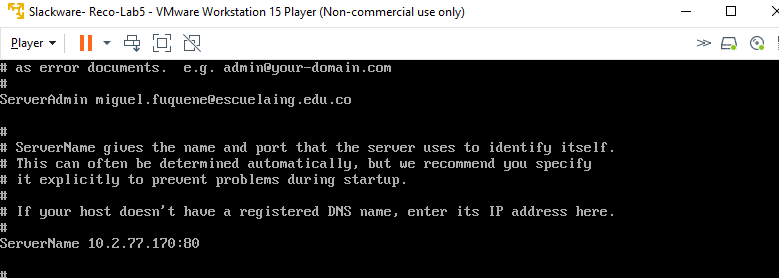 Slackware- Reco-Lab5 - VMware Workstation 15 Player (Non-commercial use only)
Player
# as error documents.  e.g. admin@your-domain.com
#
ServerAdmin miguel.fuquene@escuelaing.edu.co
#
# ServerName gives the name and port that the server uses to identify itself.
# This can often be determined automatically, but we recommend you specify
# it explicitly to prevent problems during startup.
#
# If your host doesn't have a registered DNS name, enter its IP address here.
#
ServerName 10.2.77.170:80
#